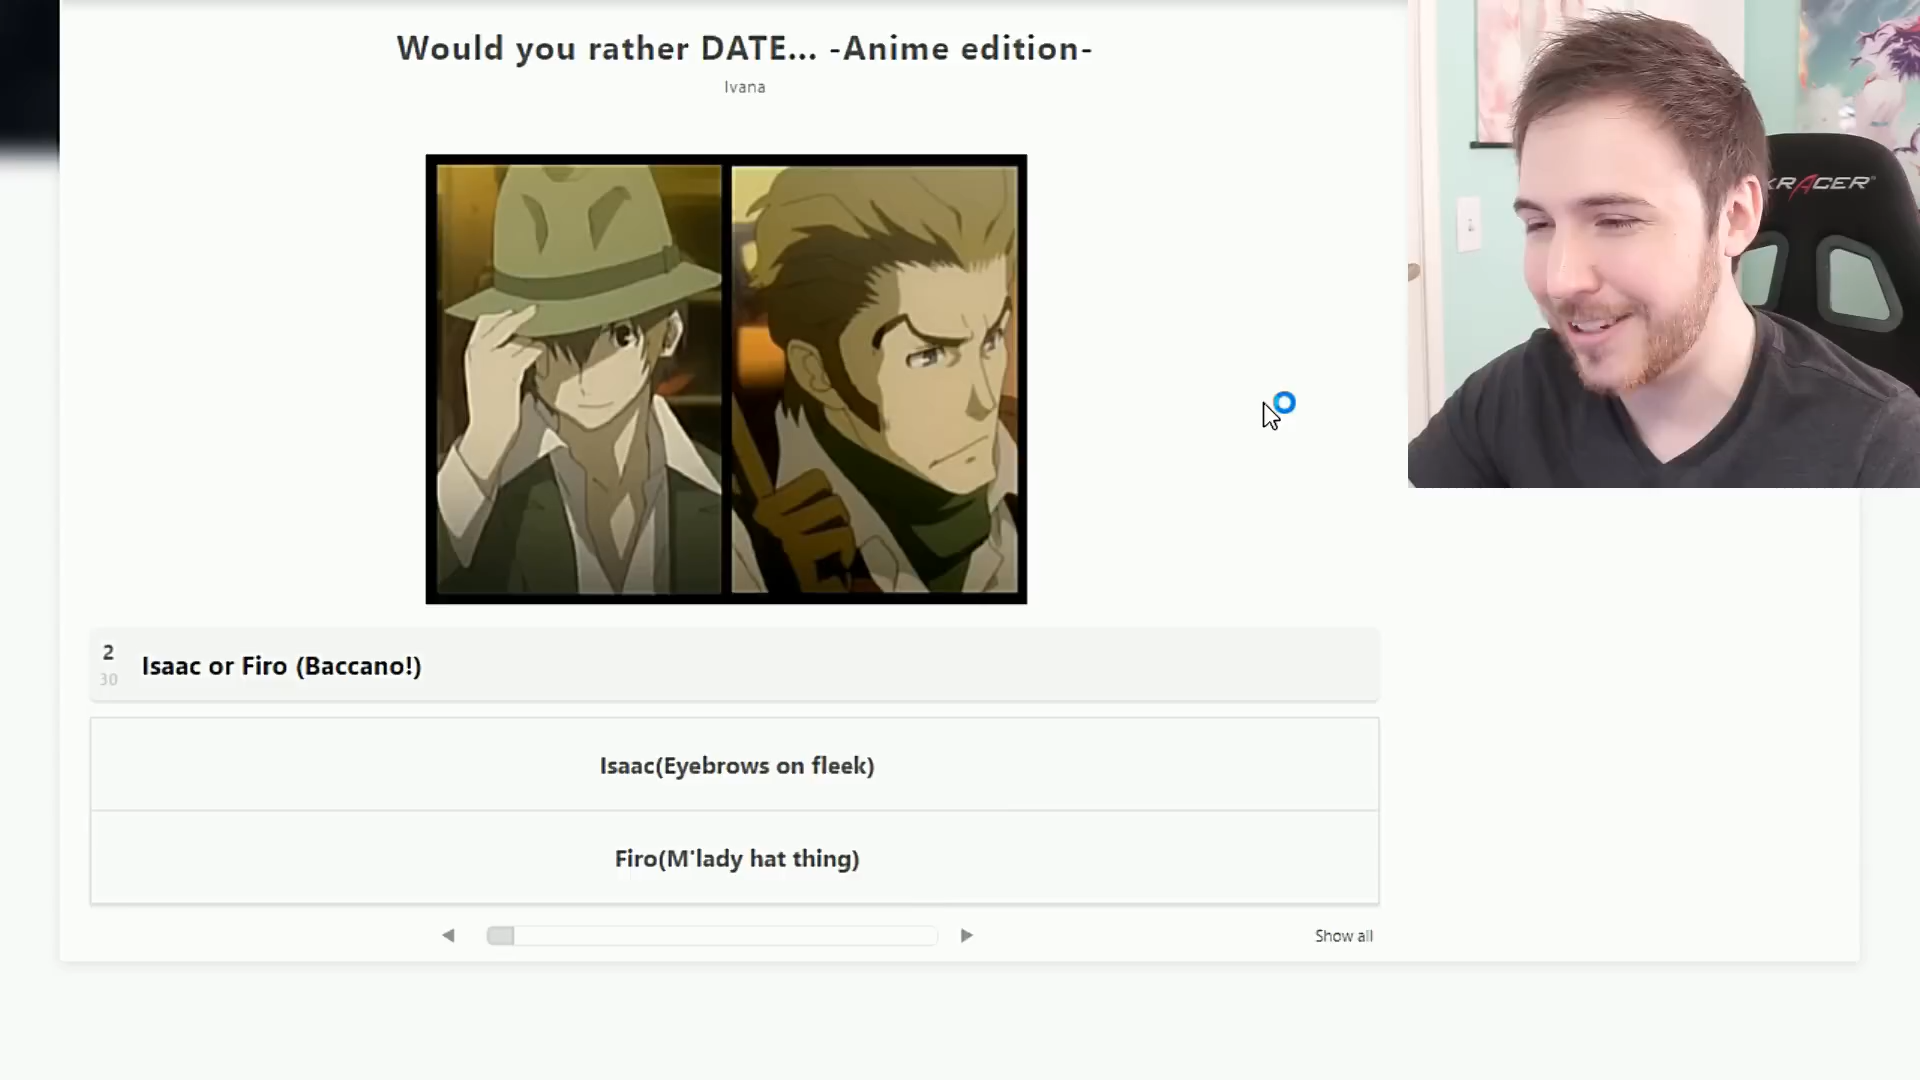 Would you rather DATE... -Anime edition-
Ivana
KRACER
2
30
Isaac or Firo (Baccano!)
Isaac(Eyebrows on fleek)
Firo(M'lady hat thing)
Show all